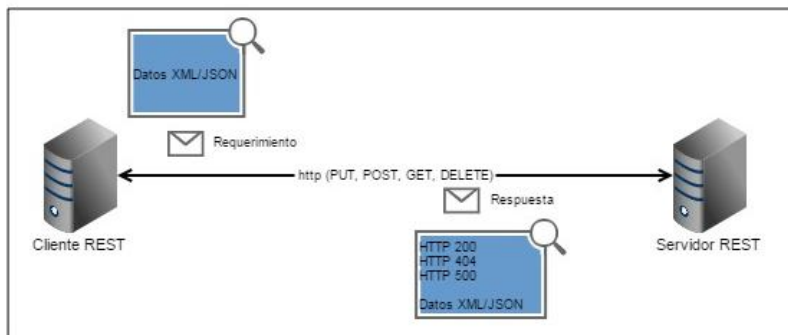 Datos XML/JSON
Requerimiento
http (PUT, POST, GET, DELETE)
Respuesta
Cliente REST
Servidor REST
HTTP 200
HTTP 404
HTTP 500
Datos XML/JSON